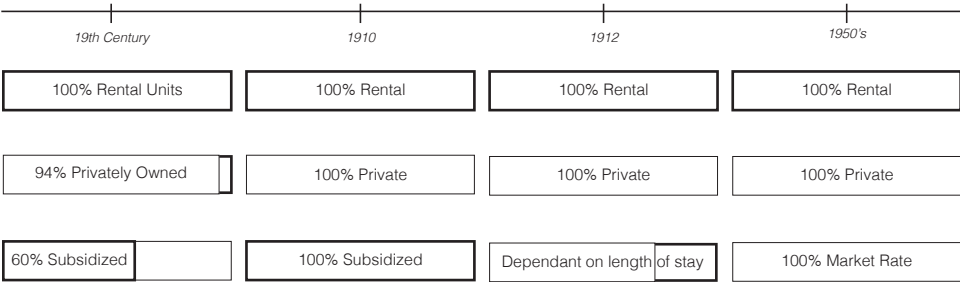 19th Century 1910 1912 1950's
100% Rental Units 100% Rental 100% Rental 100% Rental
94% Privately Owned 100% Private 100% Private 100% Private
60% Subsidized 100% Subsidized Dependant on length of stay 100% Market Rate